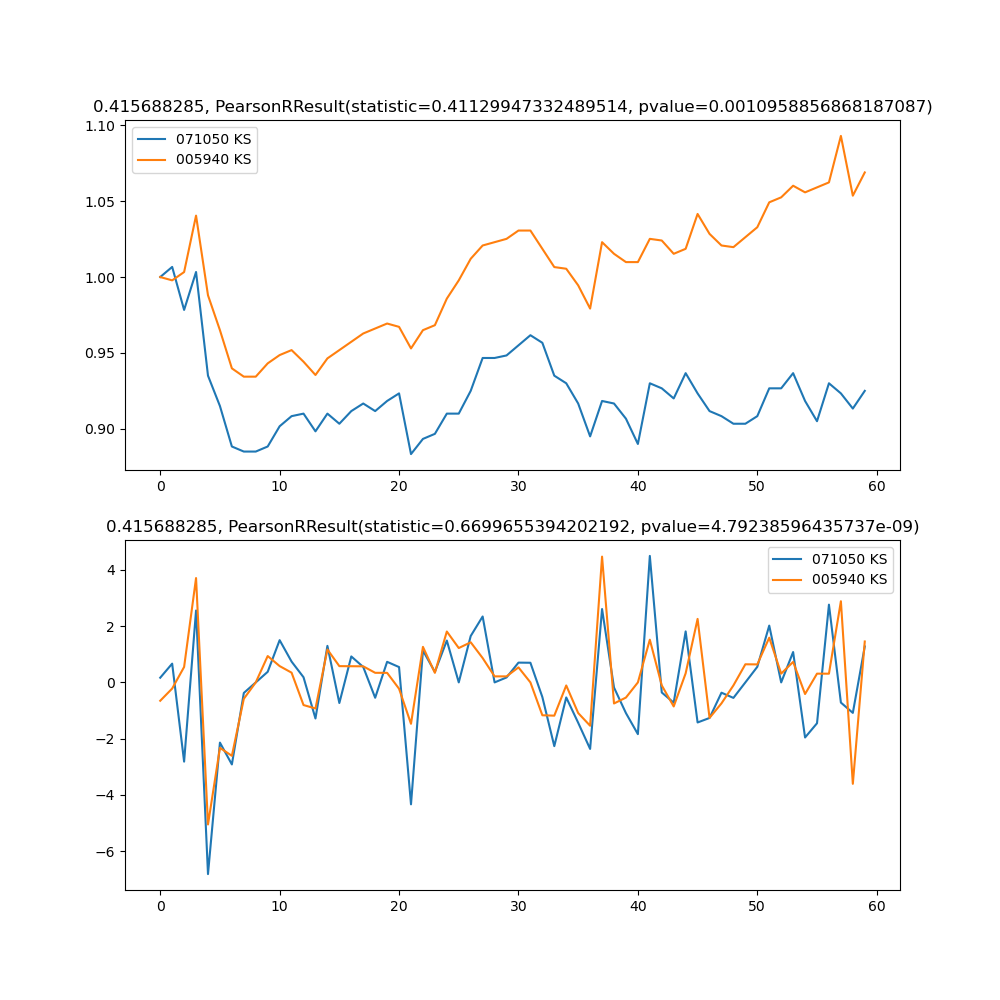 0.415688285, PearsonRResult(statistic=0.41129947332489514, pvalue=0.0010958856868187087)
071050 KS
005940 KS
1.10
1.05
1.00
0.95
0.90
0 10 20 30 40 50 60
0.415688285, PearsonRResult(statistic=0.6699655394202192, pvalue=4.79238596435737e-09)
071050 KS
005940 KS
4
2
0
−2
−4
−6
0 10 20 30 40 50 60